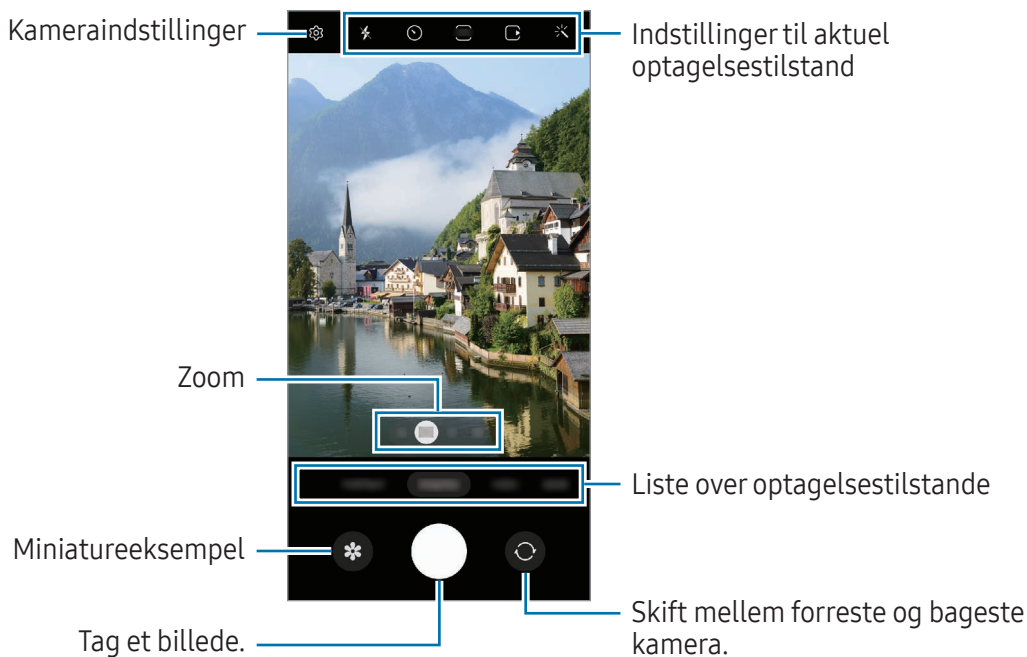 Kameraindstillinger
Indstillinger til aktuel
optagelsestilstand
Zoom
Liste over optagelsestilstande
Miniatureeksempel
Skift mellem forreste og bageste
kamera.
Tag et billede.